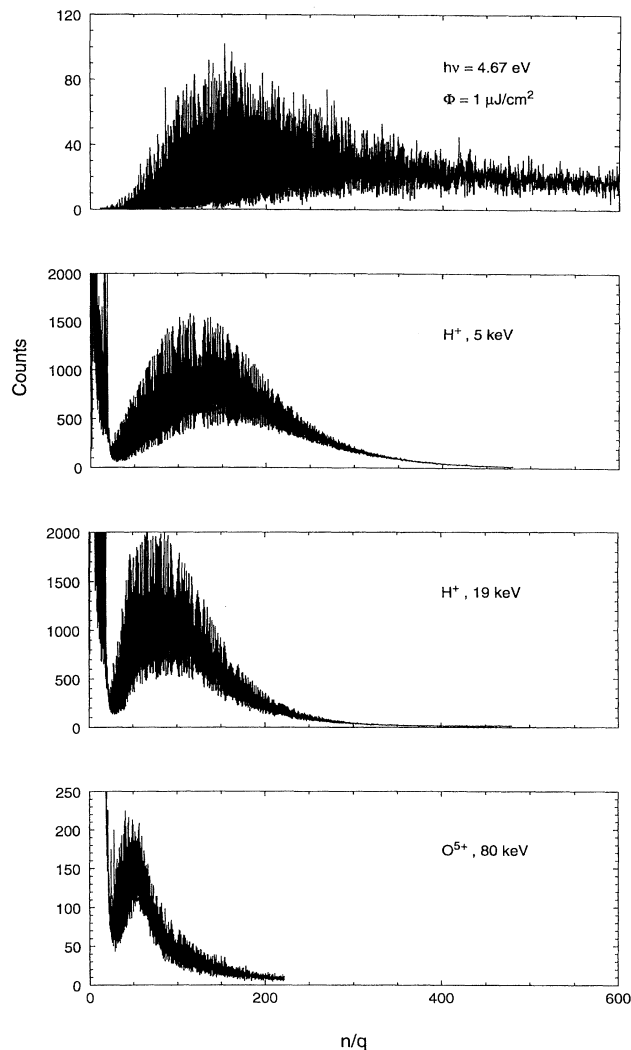 120
80
40
0
hν = 4.67 eV
Φ = 1 μJ/cm²
2000
1500
1000
500
0
H⁺ , 5 keV
Counts
2000
1500
1000
500
0
H⁺ , 19 keV
250
200
150
100
50
0
O⁵⁺ , 80 keV
0 200 400 600
n/q